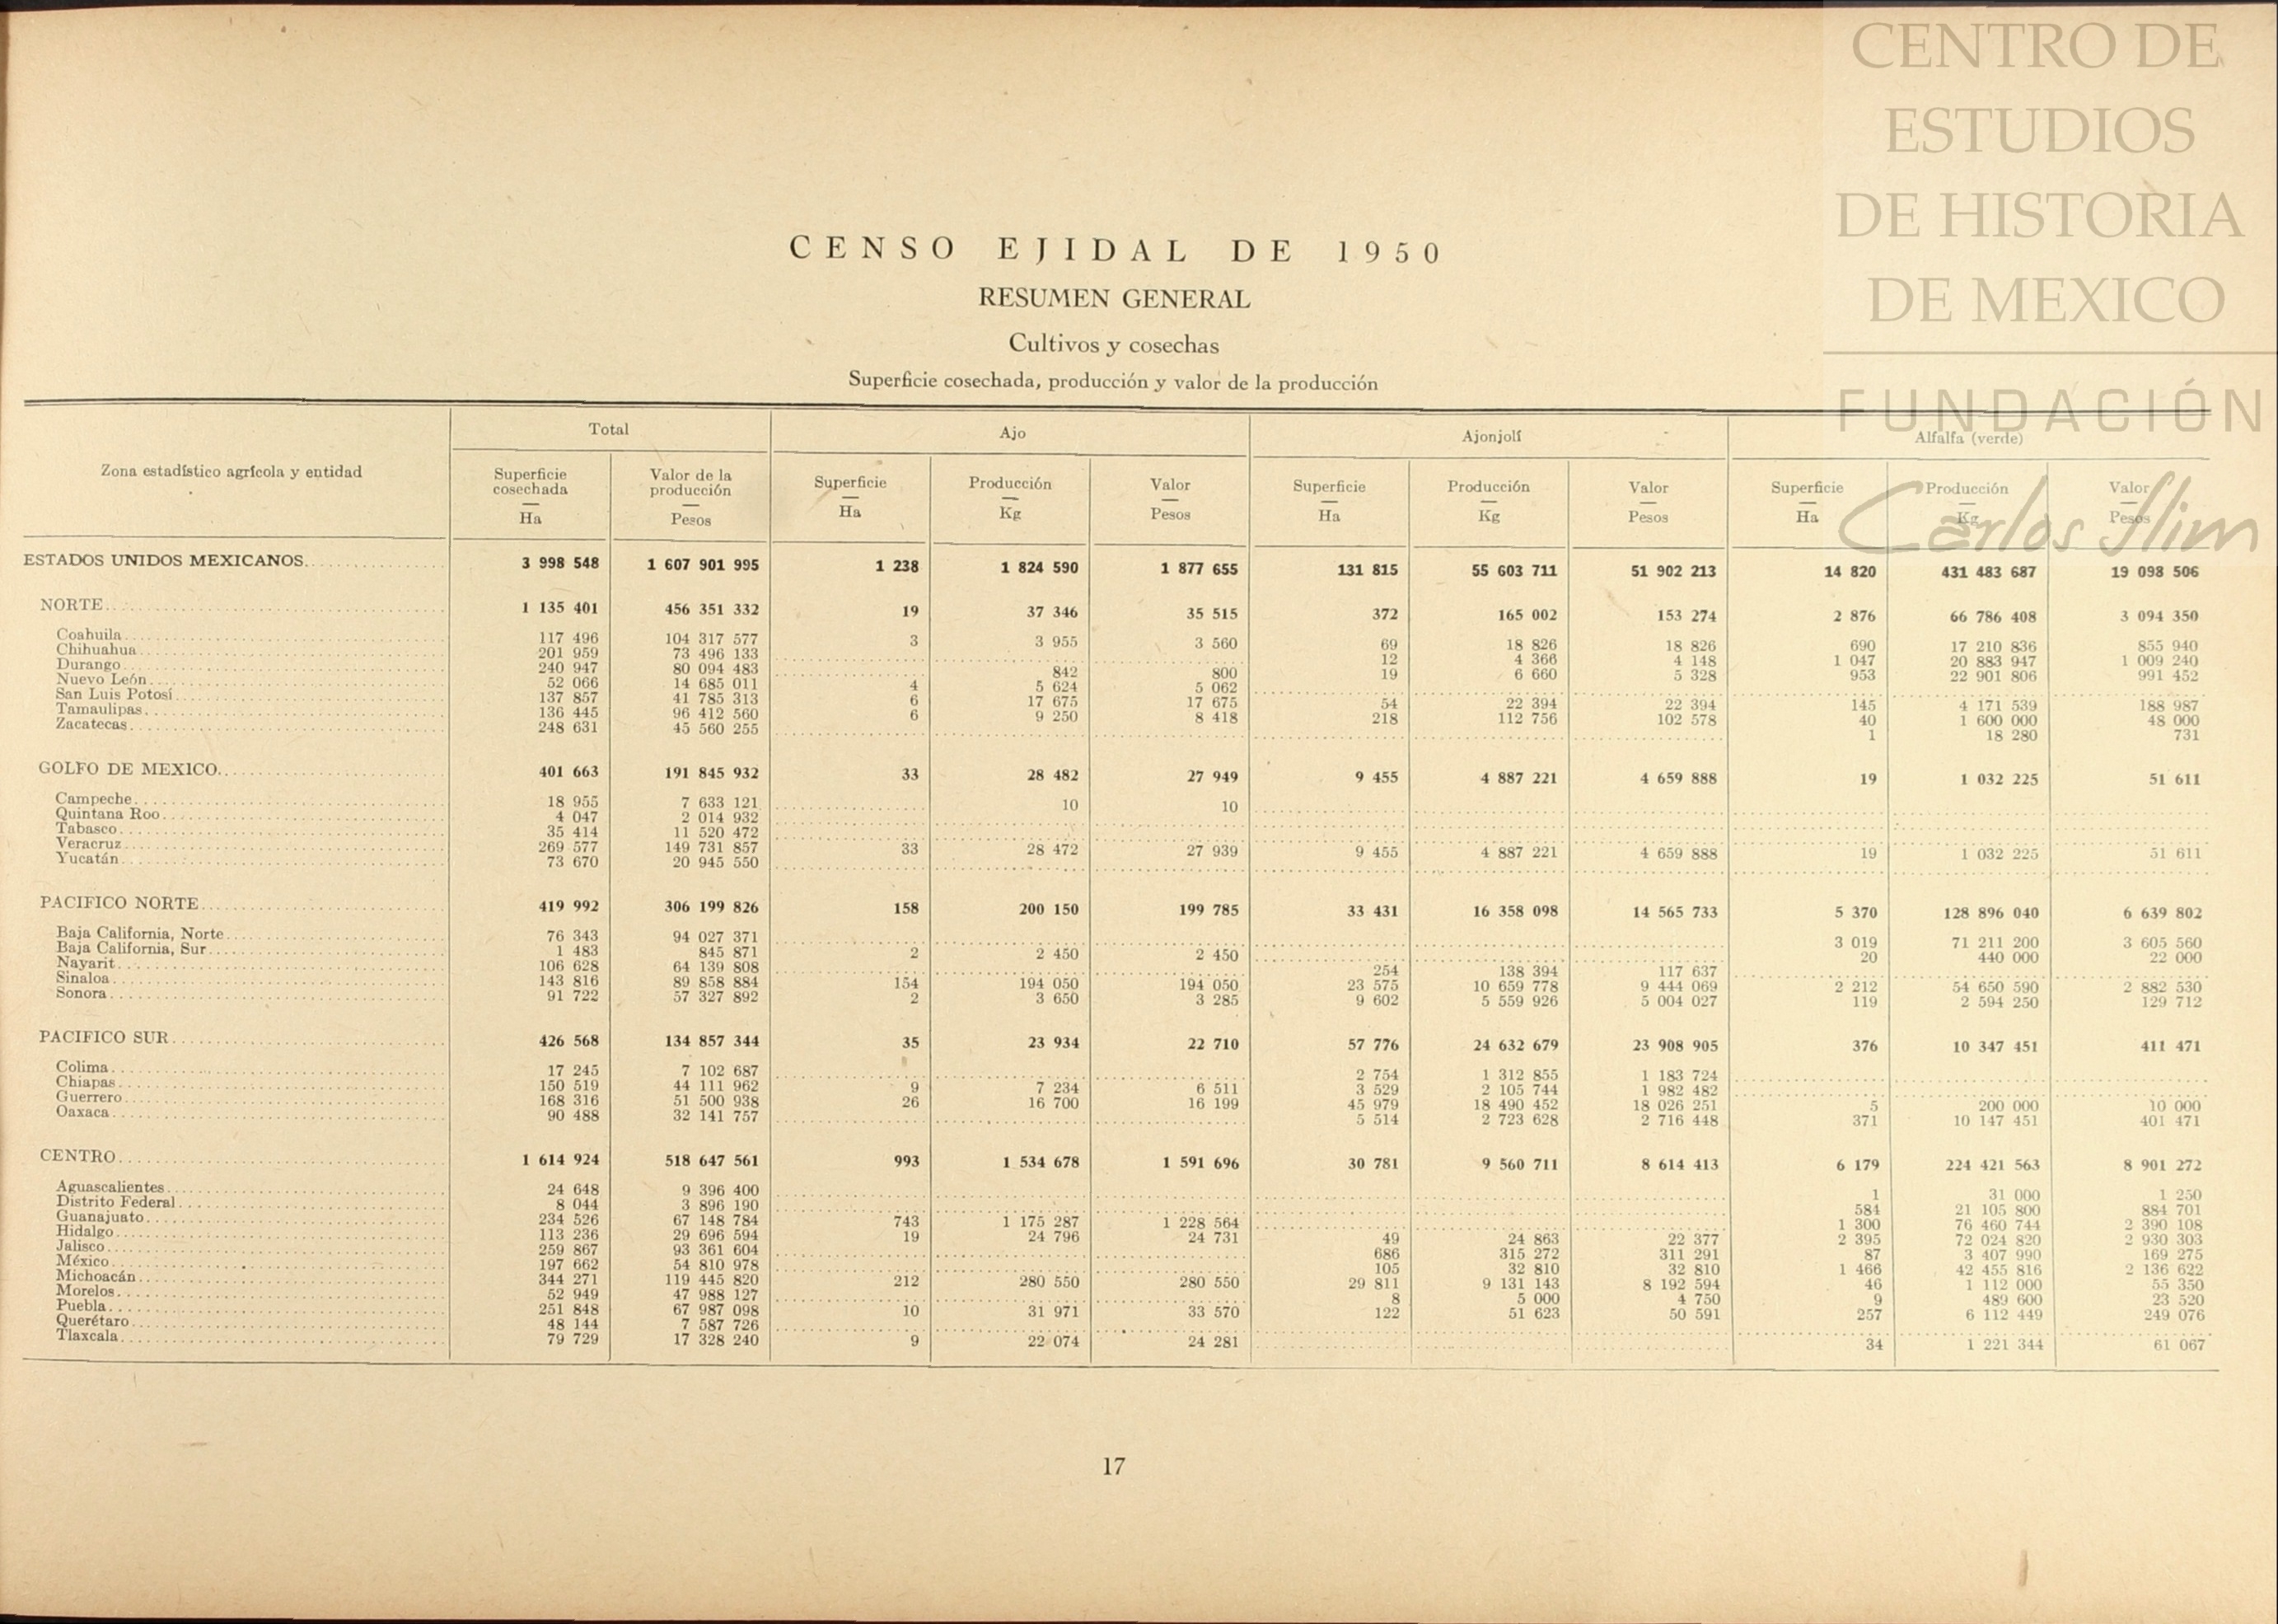 CENTRO DE
ESTUDIOS
DE HISTORIA
DE MEXICO
FUNDACIÓN
Carlos Slim
CENSO EJIDAL DE 1950
RESUMEN GENERAL
Cultivos y cosechas
Superficie cosechada, producción y valor de la producción
Zona estadístico agrícola y entidad Total Ajo Ajonjolí Alfalfa (verde)
Superficie cosechada Valor de la producción Superficie Producción Valor Superficie Producción Valor Superficie Producción Valor
Ha Pesos Ha Kg Pesos Ha Kg Pesos Ha Kg Pesos
ESTADOS UNIDOS MEXICANOS 3 998 548 1 607 901 995 1 238 1 824 590 1 877 655 131 815 55 603 711 51 902 213 14 820 431 483 687 19 098 506
NORTE 1 135 401 456 351 332 19 37 346 35 515 372 165 002 153 274 2 876 66 786 408 3 094 350
Coahuila 117 496 104 317 577 3 3 955 3 560 69 18 826 18 826 690 17 210 836 855 940
Chihuahua 201 959 73 496 133 ..... ..... ..... 12 4 366 4 148 1 047 20 883 947 1 009 240
Durango 240 947 80 094 483 ..... 842 800 19 6 660 5 328 953 22 901 806 991 452
Nuevo León 52 066 14 685 011 4 5 624 5 062 ..... ..... ..... ..... ..... .....
San Luis Potosí 137 857 41 785 313 6 17 675 17 675 54 22 394 22 394 145 4 171 539 188 987
Tamaulipas 136 445 96 412 560 6 9 250 8 418 218 112 756 102 578 40 1 600 000 48 000
Zacatecas 248 631 45 560 255 ..... ..... ..... ..... ..... ..... 1 18 280 731
GOLFO DE MEXICO 401 663 191 845 932 33 28 482 27 949 9 455 4 887 221 4 659 888 19 1 032 225 51 611
Campeche 18 955 7 633 121 ..... 10 10 ..... ..... ..... ..... ..... .....
Quintana Roo 4 047 2 014 932 ..... ..... ..... ..... ..... ..... ..... ..... .....
Tabasco 35 414 11 520 472 ..... ..... ..... ..... ..... ..... ..... ..... .....
Veracruz 269 577 149 731 857 33 28 472 27 939 9 455 4 887 221 4 659 888 19 1 032 225 51 611
Yucatán 73 670 20 945 550 ..... ..... ..... ..... ..... ..... ..... ..... .....
PACIFICO NORTE 419 992 306 199 826 158 200 150 199 785 33 431 16 358 098 14 565 733 5 370 128 896 040 6 639 802
Baja California, Norte 76 343 94 027 371 ..... ..... ..... ..... ..... ..... 3 019 71 211 200 3 605 560
Baja California, Sur 1 483 845 871 2 2 450 2 450 ..... ..... ..... 20 440 000 22 000
Nayarit 106 628 64 139 808 ..... ..... ..... 254 138 394 117 637 ..... ..... .....
Sinaloa 143 816 89 858 884 154 194 050 194 050 23 575 10 659 778 9 444 069 2 212 54 650 590 2 882 530
Sonora 91 722 57 327 892 2 3 650 3 285 9 602 5 559 926 5 004 027 119 2 594 250 129 712
PACIFICO SUR 426 568 134 857 344 35 23 934 22 710 57 776 24 632 679 23 908 905 376 10 347 451 411 471
Colima 17 245 7 102 687 ..... ..... ..... 2 754 1 312 855 1 183 724 ..... ..... .....
Chiapas 150 519 44 111 962 9 7 234 6 511 3 529 2 105 744 1 982 482 ..... ..... .....
Guerrero 168 316 51 500 938 26 16 700 16 199 45 979 18 490 452 18 026 251 5 200 000 10 000
Oaxaca 90 488 32 141 757 ..... ..... ..... 5 514 2 723 628 2 716 448 371 10 147 451 401 471
CENTRO 1 614 924 518 647 561 993 1 534 678 1 591 696 30 781 9 560 711 8 614 413 6 179 224 421 563 8 901 272
Aguascalientes 24 648 9 396 400 ..... ..... ..... ..... ..... ..... 1 31 000 1 250
Distrito Federal 8 044 3 896 190 ..... ..... ..... ..... ..... ..... 584 21 105 800 884 701
Guanajuato 234 526 67 148 784 743 1 175 287 1 228 564 ..... ..... ..... 1 300 76 460 744 2 390 108
Hidalgo 113 236 29 696 594 19 24 796 24 731 49 24 863 22 377 2 395 72 024 820 2 930 303
Jalisco 259 867 93 361 604 ..... ..... ..... 686 315 272 311 291 87 3 407 990 169 275
México 197 662 54 810 978 ..... ..... ..... 105 32 810 32 810 1 466 42 455 816 2 136 622
Michoacán 344 271 119 445 820 212 280 550 280 550 29 811 9 131 143 8 192 594 46 1 112 000 55 350
Morelos 52 949 47 988 127 ..... ..... ..... 8 5 000 4 750 9 489 600 23 520
Puebla 251 848 67 987 098 10 31 971 33 570 122 51 623 50 591 257 6 112 449 249 076
Querétaro 48 144 7 587 726 ..... ..... ..... ..... ..... ..... ..... ..... .....
Tlaxcala 79 729 17 328 240 9 22 074 24 281 ..... ..... ..... 34 1 221 344 61 067
17